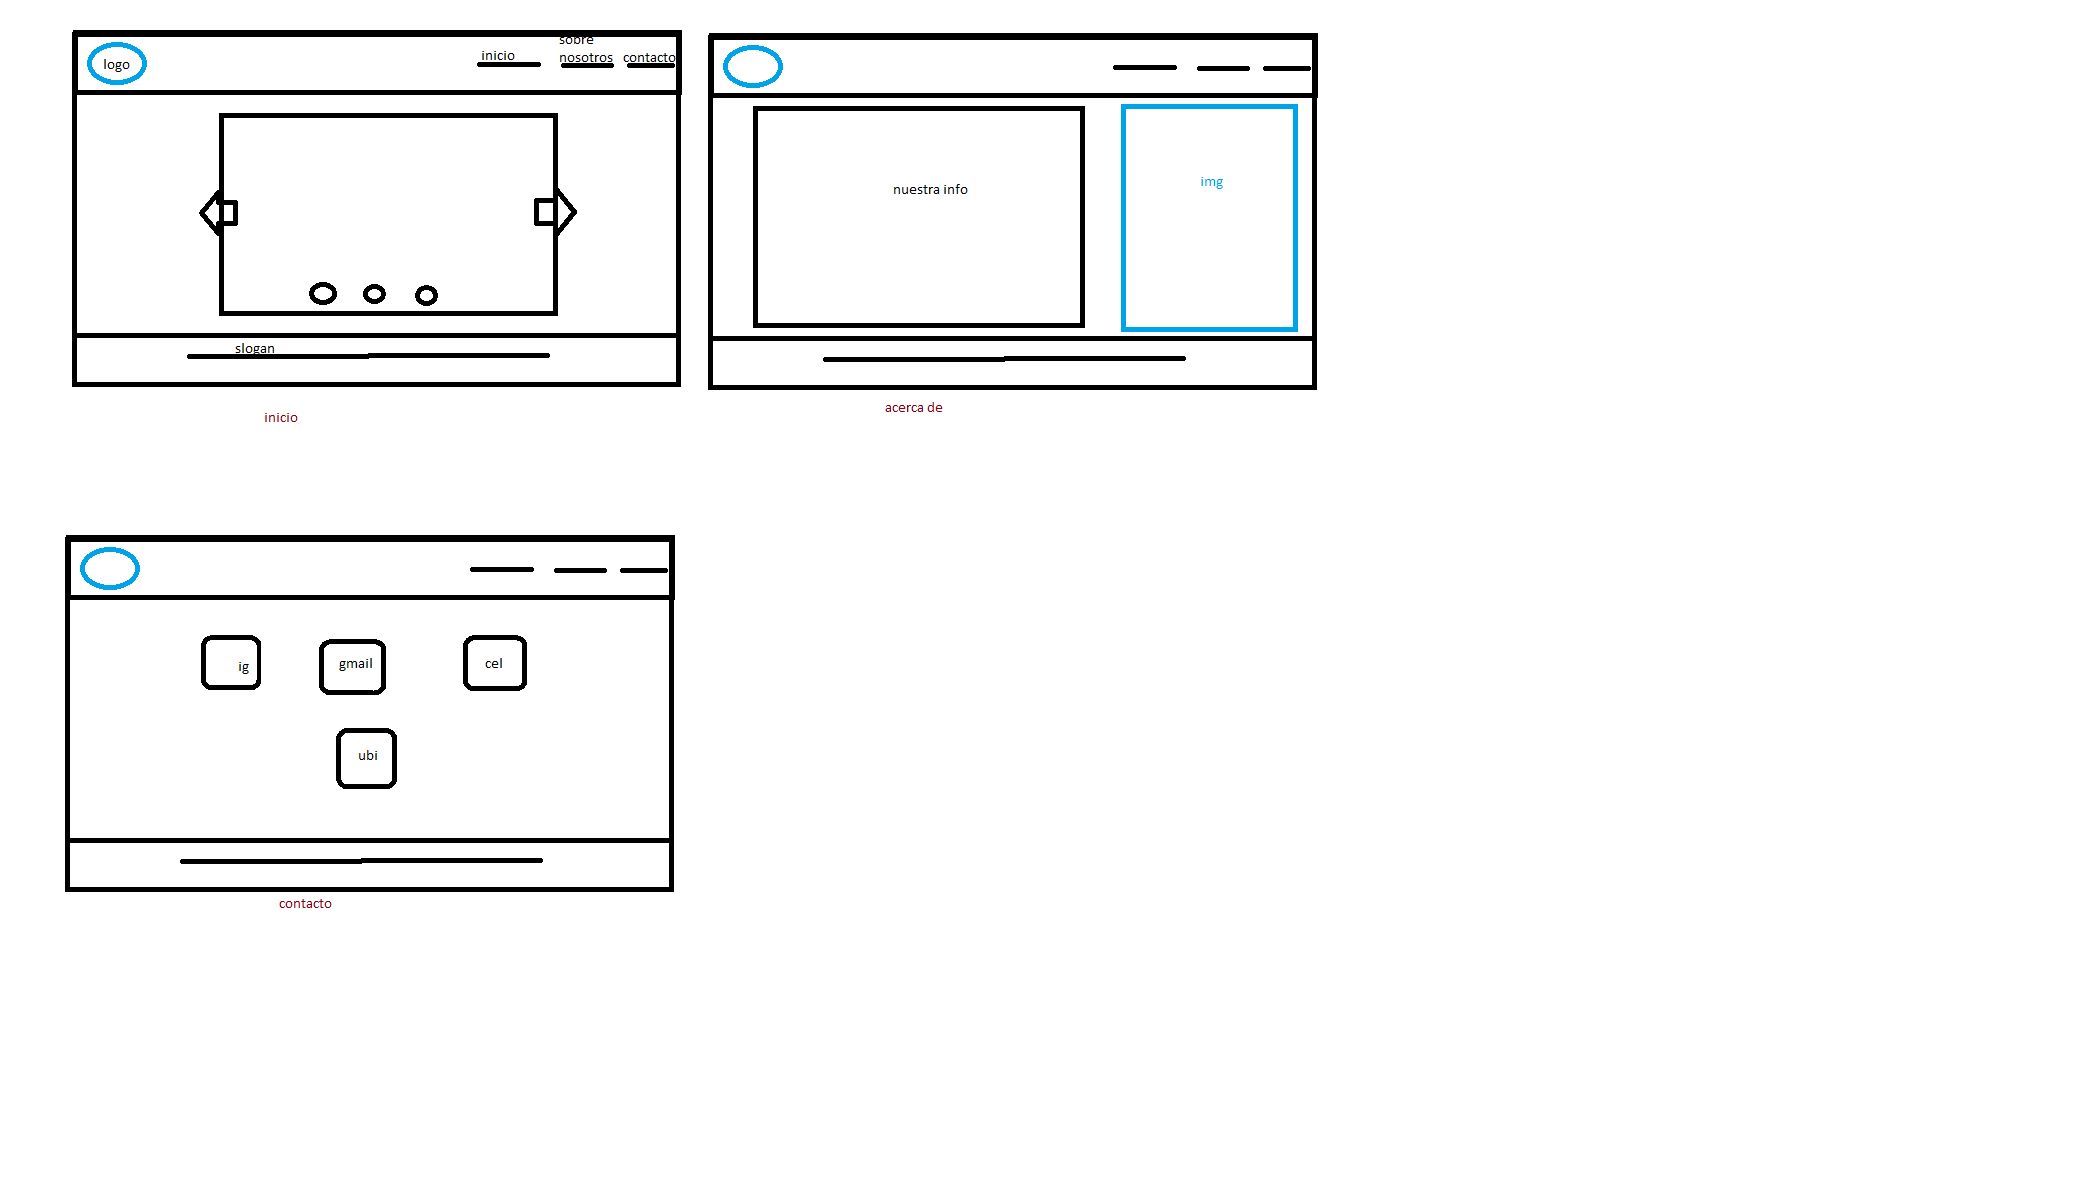 logo
inicio
sobre
nosotros
contacto
slogan
inicio
nuestra info
img
acerca de
ig
gmail
cel
ubi
contacto